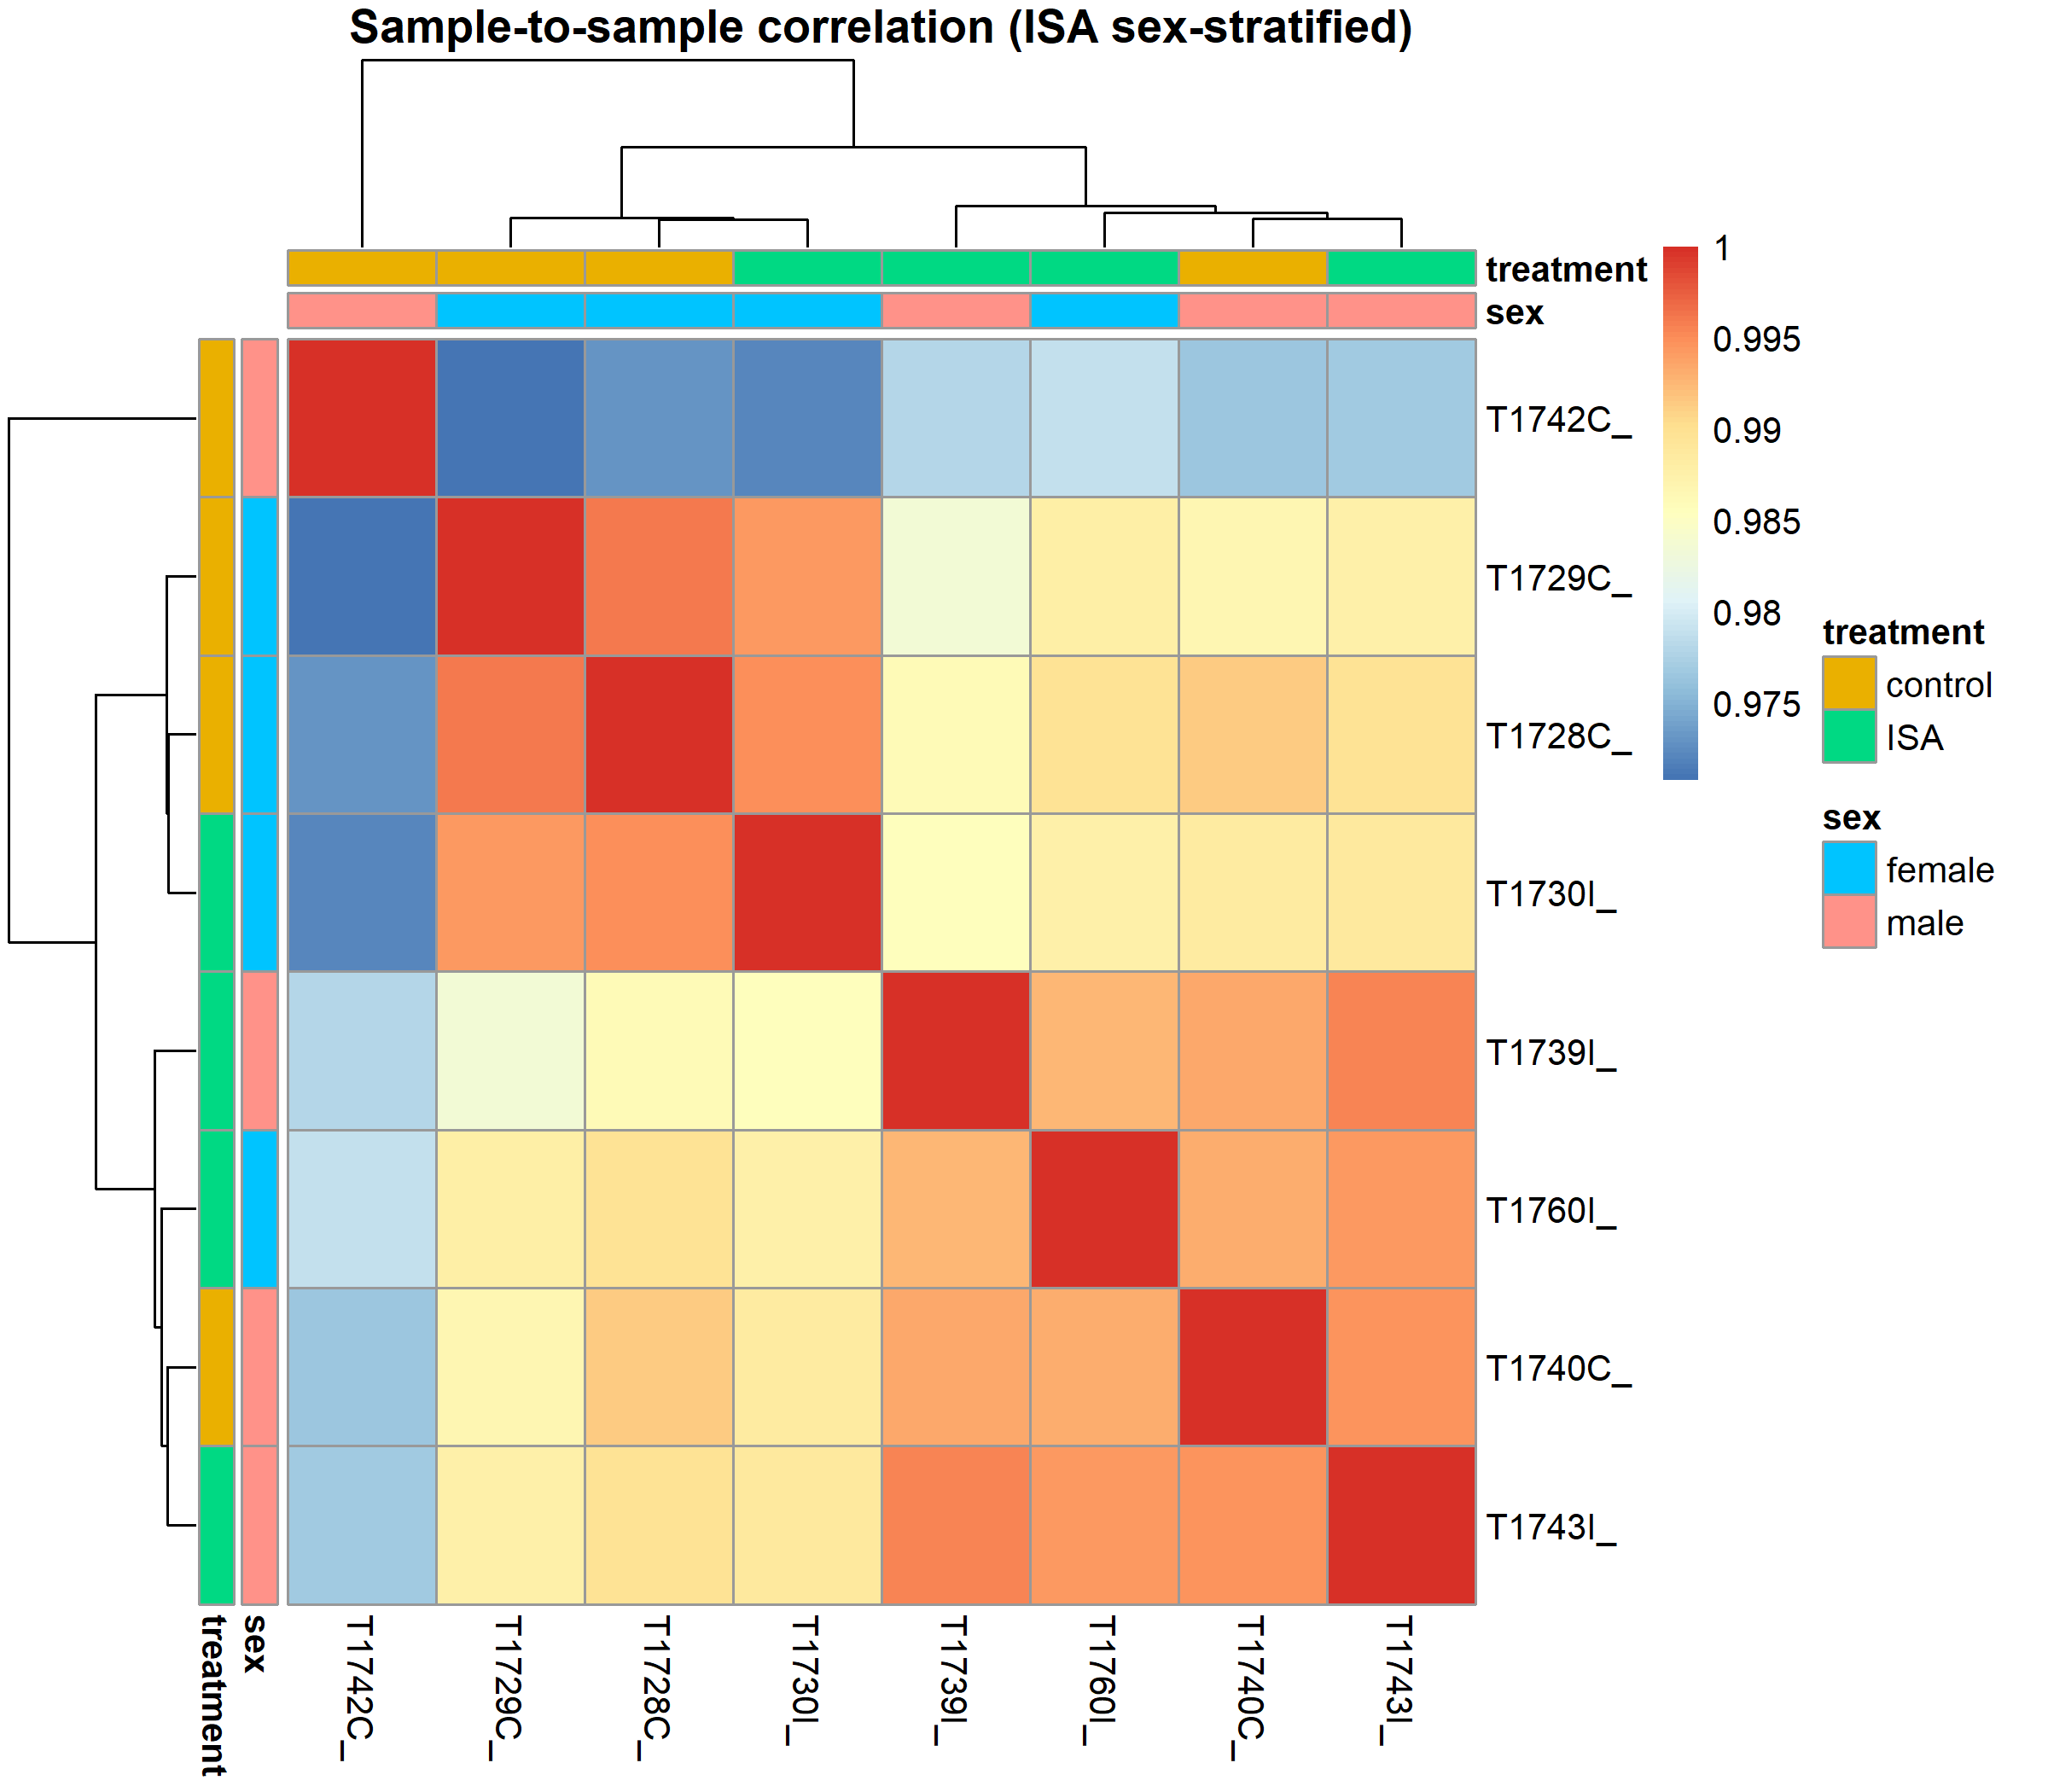 Sample-to-sample correlation (ISA sex-stratified)
treatment
sex
1
0.995
0.99
0.985
0.98
0.975
T1742C_
T1729C_
T1728C_
T1730I_
T1739I_
T1760I_
T1740C_
T1743I_
treatment
control
ISA
sex
female
male
treatment
sex
T1742C_
T1729C_
T1728C_
T1730I_
T1739I_
T1760I_
T1740C_
T1743I_